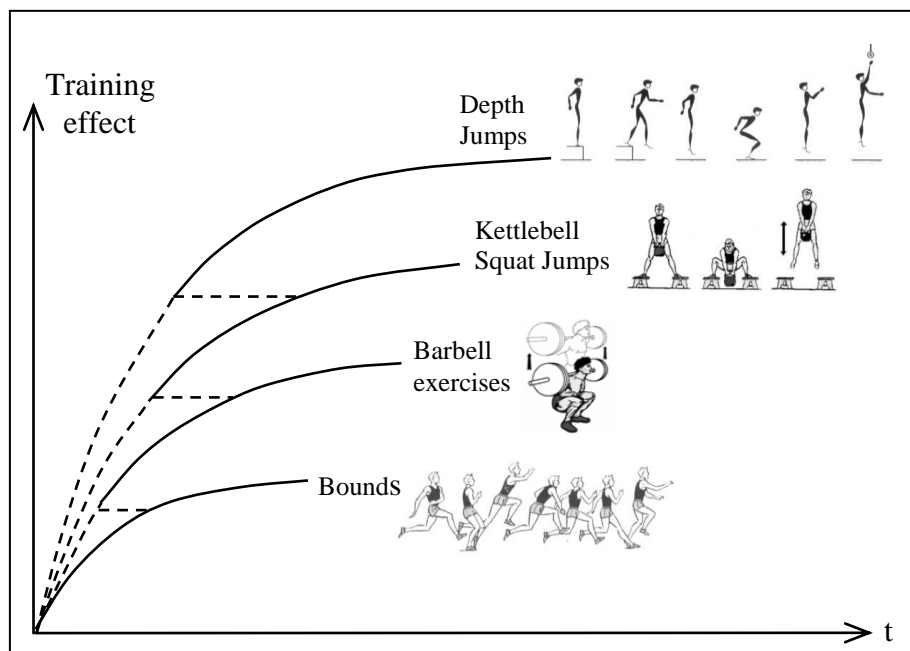 Training
effect
Depth
Jumps
Kettlebell
Squat Jumps
Barbell
exercises
Bounds
t